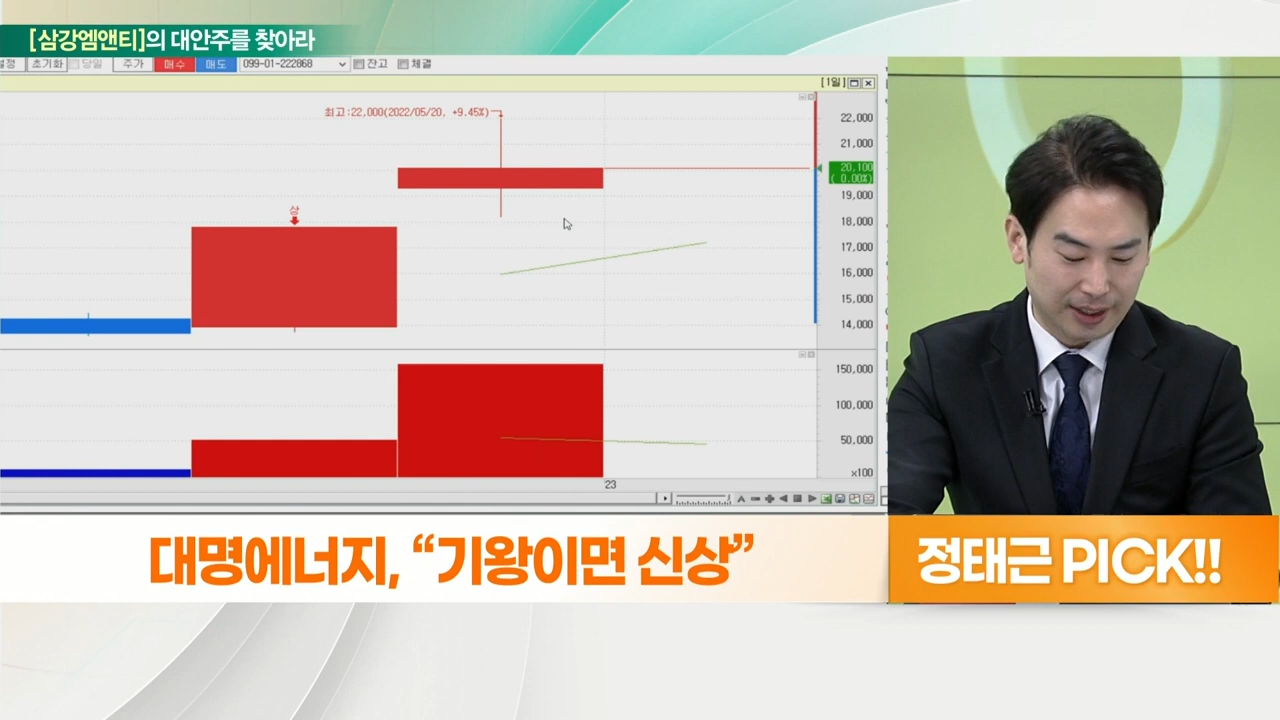 [삼강엠앤티]의 대안주를 찾아라
설정 초기화 당일 주가 매수 매도 099-01-222868 잔고 체결
[1일]
최고:22,000(2022/05/20, +9.45%)
22,000
21,000
20,100
( 0.00%)
19,000
상
18,000
17,000
16,000
15,000
14,000
150,000
100,000
50,000
x100
23
대명에너지, “기왕이면 신상”
정태근 PICK!!